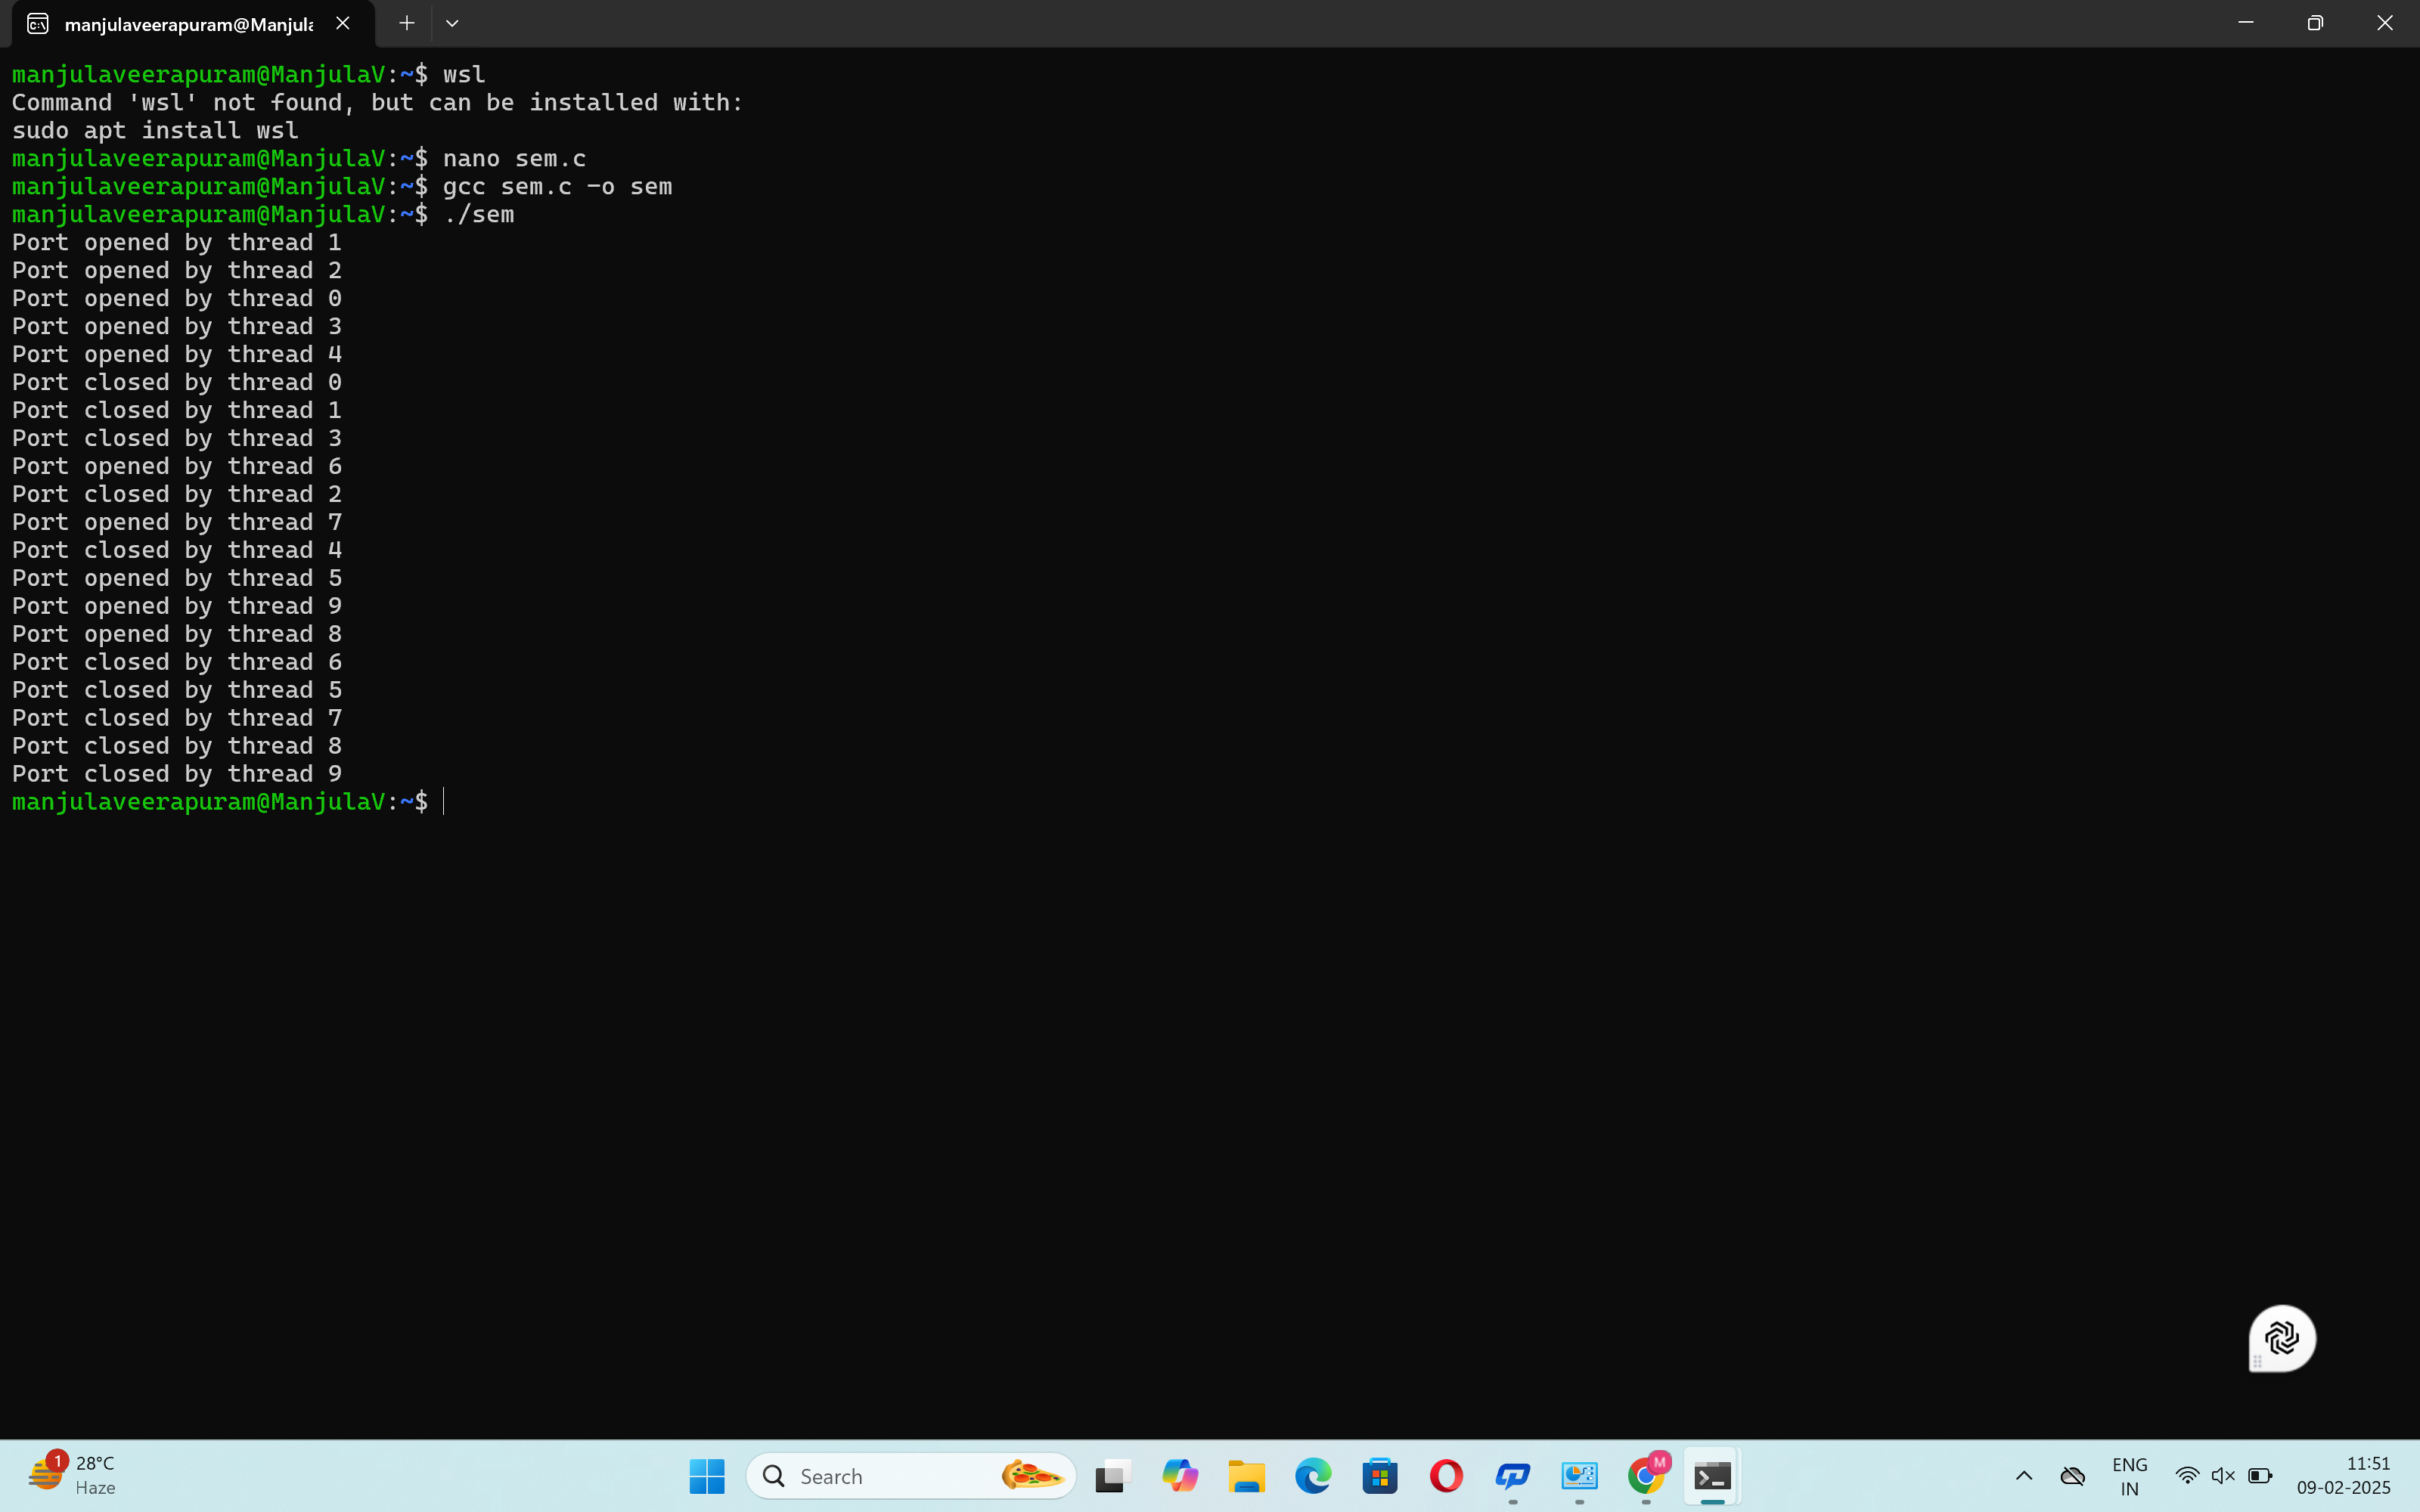 manjulaveerapuram@Manjula
manjulaveerapuram@ManjulaV:~$ wsl
Command 'wsl' not found, but can be installed with:
sudo apt install wsl
manjulaveerapuram@ManjulaV:~$ nano sem.c
manjulaveerapuram@ManjulaV:~$ gcc sem.c -o sem
manjulaveerapuram@ManjulaV:~$ ./sem
Port opened by thread 1
Port opened by thread 2
Port opened by thread 0
Port opened by thread 3
Port opened by thread 4
Port closed by thread 0
Port closed by thread 1
Port closed by thread 3
Port opened by thread 6
Port closed by thread 2
Port opened by thread 7
Port closed by thread 4
Port opened by thread 5
Port opened by thread 9
Port opened by thread 8
Port closed by thread 6
Port closed by thread 5
Port closed by thread 7
Port closed by thread 8
Port closed by thread 9
manjulaveerapuram@ManjulaV:~$
1
28°C
Haze
Search
M
ENG
IN
11:51
09-02-2025